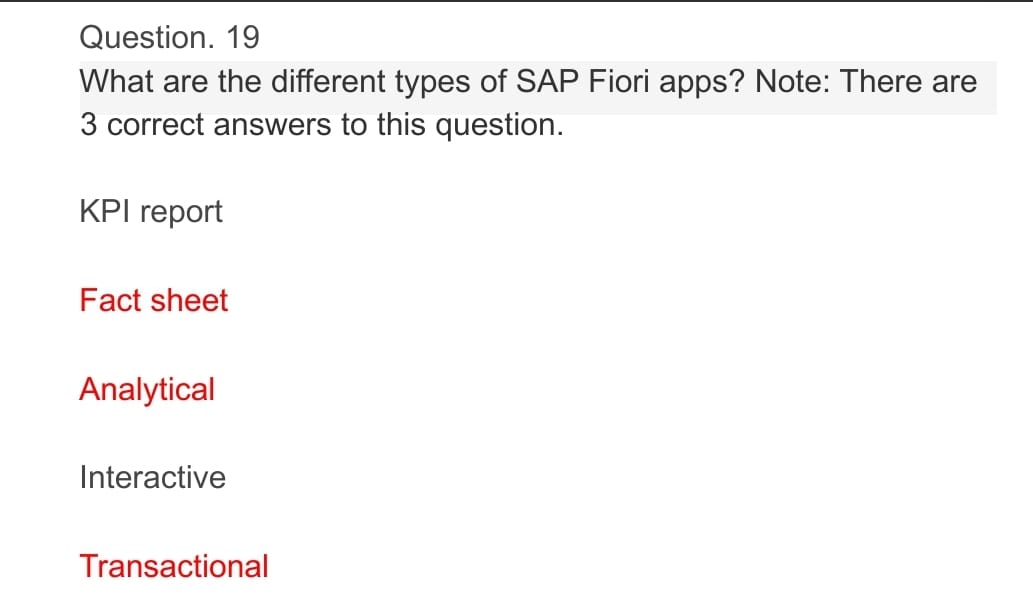 Question. 19
What are the different types of SAP Fiori apps? Note: There are
3 correct answers to this question.
KPI report
Fact sheet
Analytical
Interactive
Transactional